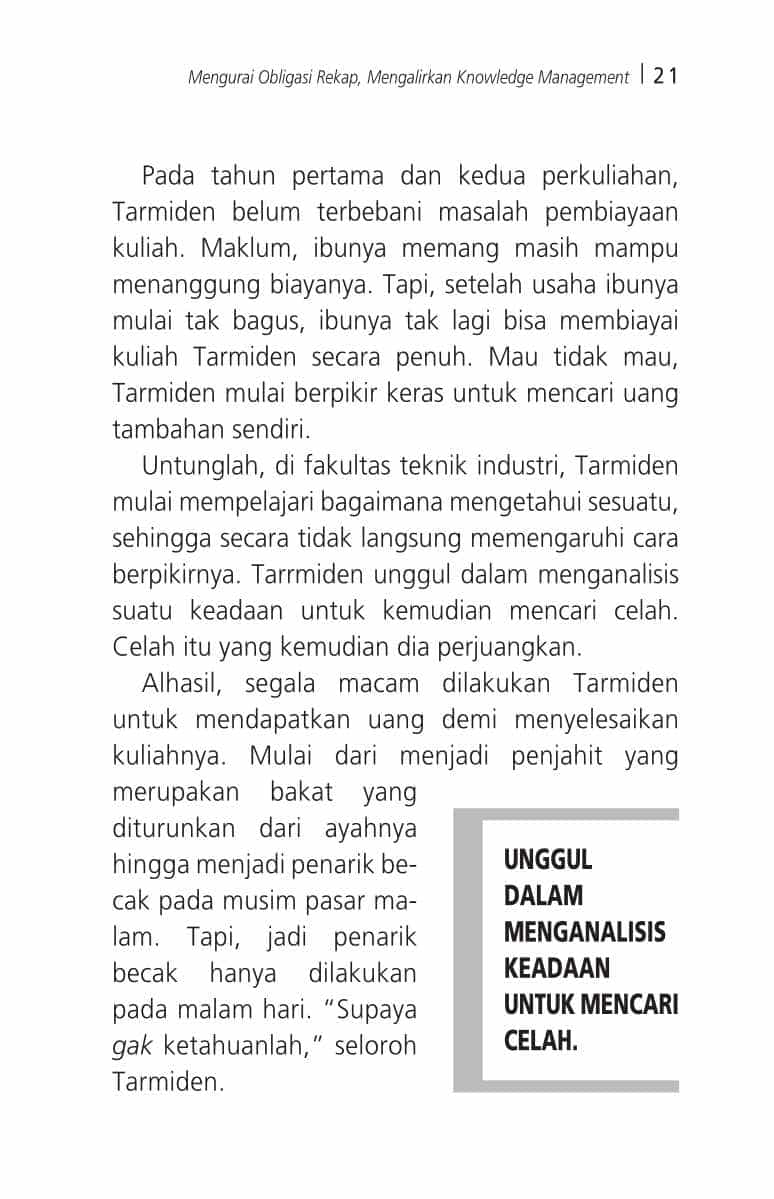 Mengurai Obligasi Rekap, Mengalirkan Knowledge Management | 21
Pada tahun pertama dan kedua perkuliahan,
Tarmiden belum terbebani masalah pembiayaan
kuliah. Maklum, ibunya memang masih mampu
menanggung biayanya. Tapi, setelah usaha ibunya
mulai tak bagus, ibunya tak lagi bisa membiayai
kuliah Tarmiden secara penuh. Mau tidak mau,
Tarmiden mulai berpikir keras untuk mencari uang
tambahan sendiri.
Untunglah, di fakultas teknik industri, Tarmiden
mulai mempelajari bagaimana mengetahui sesuatu,
sehingga secara tidak langsung memengaruhi cara
berpikirnya. Tarrmiden unggul dalam menganalisis
suatu keadaan untuk kemudian mencari celah.
Celah itu yang kemudian dia perjuangkan.
Alhasil, segala macam dilakukan Tarmiden
untuk mendapatkan uang demi menyelesaikan
kuliahnya. Mulai dari menjadi penjahit yang
merupakan bakat yang
diturunkan dari ayahnya
hingga menjadi penarik be-
cak pada musim pasar ma-
lam. Tapi, jadi penarik
becak hanya dilakukan
pada malam hari. “Supaya
gak ketahuanlah,” seloroh
Tarmiden.
UNGGUL
DALAM
MENGANALISIS
KEADAAN
UNTUK MENCARI
CELAH.